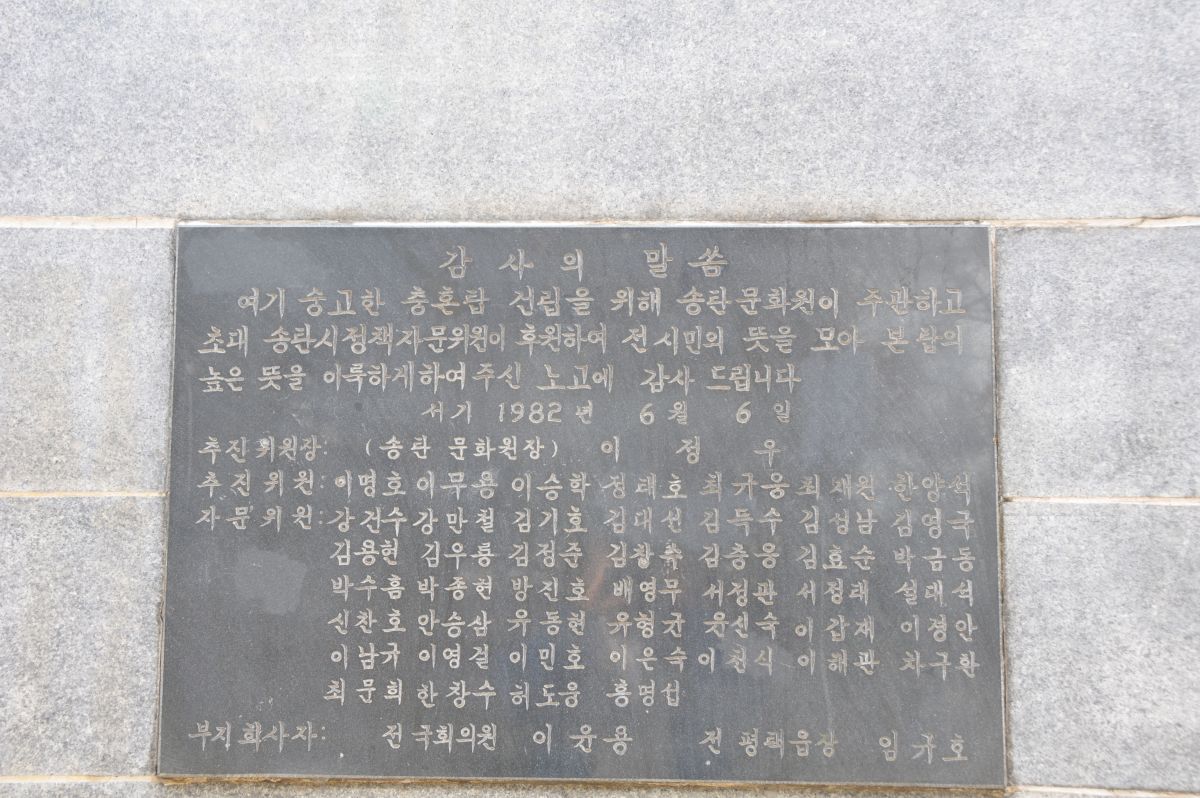 감사의 말씀
여기 숭고한 충혼탑 건립을 위해 송탄문화원이 주관하고
초대 송탄시정책자문위원이 후원하여 전시민의 뜻을 모아 본탑의
높은 뜻을 이룩하게하여 주신 노고에 감사 드립니다
서기 1982년 6월 6일
추진위원장: (송탄 문화원장) 이 정 우
추진위원: 이명호 이무용 이승학 정태호 최규웅 최재원 한양석
자문위원: 강건수 강만철 김기호 김대선 김득수 김성남 김영국
김용현 김우룡 김정준 김창수 김충웅 김효순 박금동
박수흠 박종현 방진호 배영무 서정관 서정태 설대석
신찬호 안승삼 유동현 유형균 윤신숙 이갑재 이정안
이남규 이영걸 이민호 이은숙 이천식 이해관 차구환
최문희 한창수 허도웅 홍명섭
부지희사자: 전국회의원 이윤용 전 평택읍장 임규호